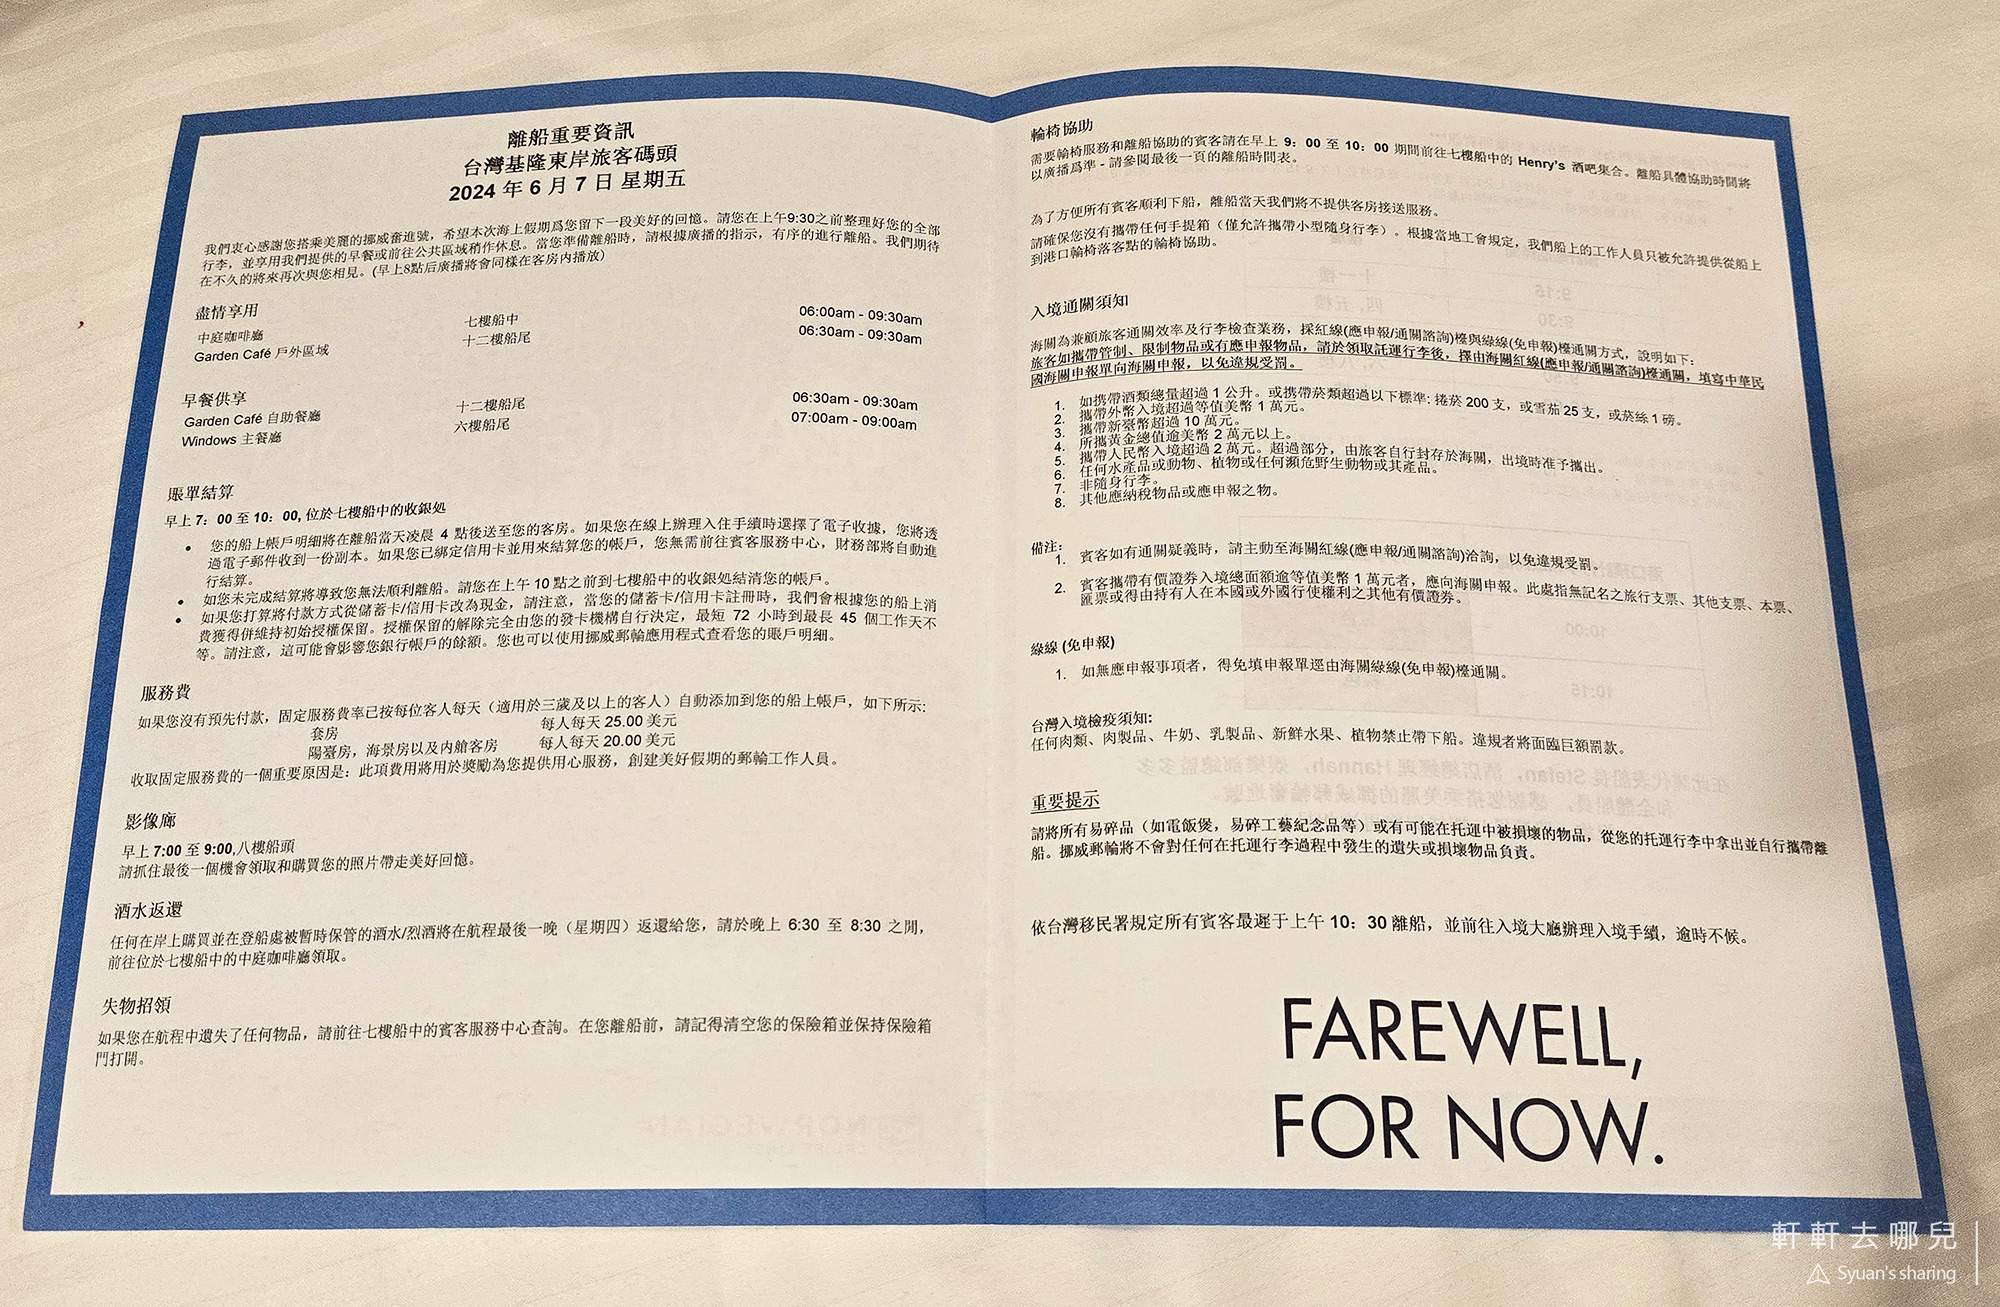 離船重要資訊
台灣基隆東岸旅客碼頭
2024 年 6 月 7 日 星期五
我們衷心感謝您搭乘美麗的挪威奮進號，希望本次海上假期爲您留下一段美好的回憶。請您在上午9:30之前整理好您的全部
行李，並享用我們提供的早餐或前往公共區域稍作休息。當您準備離船時，請根據廣播的指示，有序的進行離船。我們期待
在不久的將來再次與您相見。(早上8點后廣播將會同樣在客房内播放)
盡情享用
中庭咖啡廳 七樓船中 06:00am - 09:30am
Garden Café 戶外區域 十二樓船尾 06:30am - 09:30am
早餐供享
Garden Café 自助餐廳 十二樓船尾 06:30am - 09:30am
Windows 主餐廳 六樓船尾 07:00am - 09:00am
賬單結算
早上 7：00 至 10：00, 位於七樓船中的收銀処
• 您的船上帳戶明細將在離船當天凌晨 4 點後送至您的客房。如果您在線上辦理入住手續時選擇了電子收據，您將透
過電子郵件收到一份副本。如果您已綁定信用卡並用來結算您的帳戶，您無需前往賓客服務中心，財務部將自動進
行結算。
• 如您未完成結算將導致您無法順利離船。請您在上午 10 點之前到七樓船中的收銀処結清您的帳戶。
• 如果您打算將付款方式從儲蓄卡/信用卡改為現金，請注意，當您的儲蓄卡/信用卡註冊時，我們會根據您的船上消
費獲得併維持初始授權保留。授權保留的解除完全由您的發卡機構自行決定，最短 72 小時到最長 45 個工作天不
等。請注意，這可能會影響您銀行帳戶的餘額。您也可以使用挪威郵輪應用程式查看您的賬戶明細。
服務費
如果您沒有預先付款，固定服務費率己按每位客人每天（適用於三歲及以上的客人）自動添加到您的船上帳戶，如下所示:
套房 每人每天 25.00 美元
陽臺房，海景房以及内艙客房 每人每天 20.00 美元
收取固定服務費的一個重要原因是：此項費用將用於獎勵為您提供用心服務，創建美好假期的郵輪工作人員。
影像廊
早上 7:00 至 9:00,八樓船頭
請抓住最後一個機會領取和購買您的照片帶走美好回憶。
酒水返還
任何在岸上購買並在登船處被暫時保管的酒水/烈酒將在航程最後一晚（星期四）返還給您，請於晚上 6:30 至 8:30 之間，
前往位於七樓船中的中庭咖啡廳領取。
失物招領
如果您在航程中遺失了任何物品，請前往七樓船中的賓客服務中心查詢。在您離船前，請記得清空您的保險箱並保持保險箱
門打開。
輪椅協助
需要輪椅服務和離船協助的賓客請在早上 9：00 至 10：00 期間前往七樓船中的 Henry's 酒吧集合。離船具體協助時間將
以廣播爲準 - 請參閱最後一頁的離船時間表。
為了方便所有賓客順利下船，離船當天我們將不提供客房接送服務。
請確保您沒有攜帶任何手提箱（僅允許攜帶小型隨身行李）。根據當地工會規定，我們船上的工作人員只被允許提供從船上
到港口輪椅落客點的輪椅協助。
入境通關須知
海關為兼顧旅客通關效率及行李檢查業務，採紅線(應申報/通關諮詢)檯與綠線(免申報)檯通關方式，說明如下：
旅客如攜帶管制、限制物品或有應申報物品，請於領取託運行李後，擇由海關紅線(應申報/通關諮詢)檯通關，填寫中華民
國海關申報單向海關申報，以免違規受罰。
1. 如携帶酒類總量超過 1 公升。或携帶菸類超過以下標準: 捲菸 200 支，或雪茄 25 支，或菸絲 1 磅。
2. 攜帶外幣入境超過等值美幣 1 萬元。
3. 攜帶新臺幣超過 10 萬元。
4. 所攜黃金總值逾美幣 2 萬元以上。
5. 攜帶人民幣入境超過 2 萬元。超過部分，由旅客自行封存於海關，出境時准予攜出。
6. 任何水產品或動物、植物或任何瀕危野生動物或其產品。
7. 非隨身行李。
8. 其他應納稅物品或應申報之物。
備注:
1. 賓客如有通關疑義時，請主動至海關紅線(應申報/通關諮詢)洽詢，以免違規受罰。
2. 賓客攜帶有價證券入境總面額逾等值美幣 1 萬元者，應向海關申報。此處指無記名之旅行支票、其他支票、本票、
匯票或得由持有人在本國或外國行使權利之其他有價證券。
綠線 (免申報)
1. 如無應申報事項者，得免填申報單逕由海關綠線(免申報)檯通關。
台灣入境檢疫須知:
任何肉類、肉製品、牛奶、乳製品、新鮮水果、植物禁止帶下船。違規者將面臨巨額罰款。
重要提示
請將所有易碎品（如電飯煲，易碎工藝紀念品等）或有可能在托運中被損壞的物品，從您的托運行李中拿出並自行攜帶離
船。挪威郵輪將不會對任何在托運行李過程中發生的遺失或損壞物品負責。
依台灣移民署規定所有賓客最遲于上午 10：30 離船，並前往入境大廳辦理入境手續，逾時不候。
FAREWELL,
FOR NOW.
軒軒去哪兒
Syuan's sharing